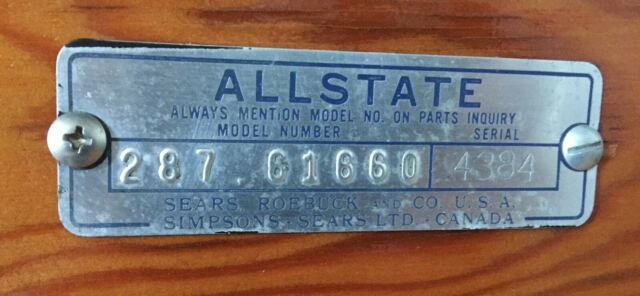 ALLSTATE
ALWAYS MENTION MODEL NO. ON PARTS INQUIRY
MODEL NUMBER SERIAL
287.61660 4384
SEARS, ROEBUCK AND CO. U.S.A.
SIMPSONS-SEARS LTD.-CANADA